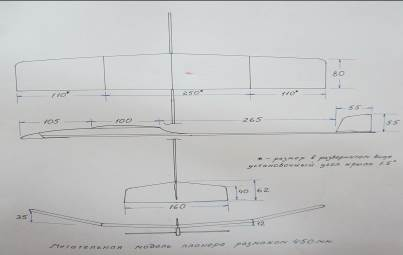 80
110* 250* 110*
105 100 265 55
55
* - размер в развернутом виде
установочный угол крыла 1.5°
40 62
160
35 12
Метательная модель планера размахом 450 мм.